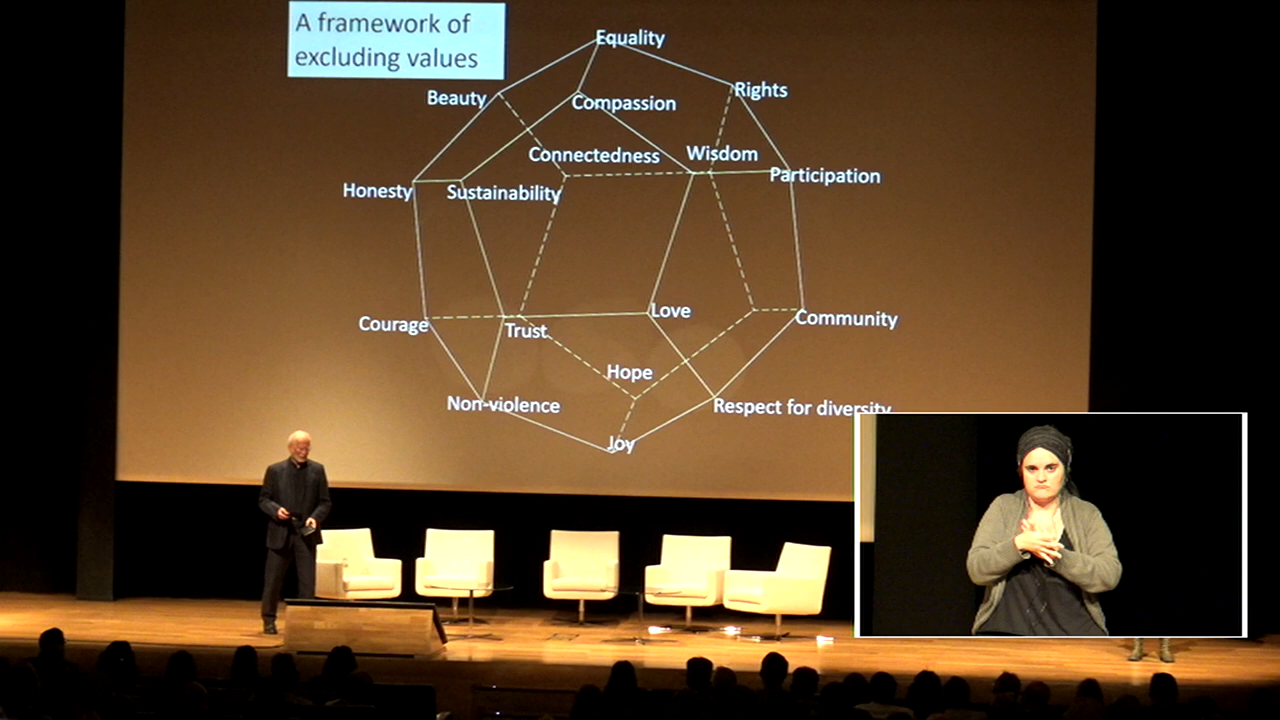 A framework of
excluding values
Equality
Beauty
Compassion
Rights
Connectedness
Wisdom
Honesty
Sustainability
Participation
Courage
Trust
Love
Community
Hope
Non-violence
Respect for diversity
Joy